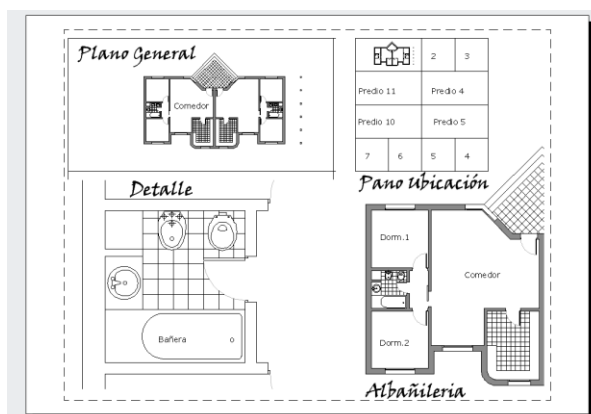 Plano General
Comedor
2 3
Predio 11 Predio 4
Predio 10 Predio 5
7 6 5 4
Detalle
Pano Ubicación
Bañera
Dorm.1
Comedor
Dorm.2
Albañileria